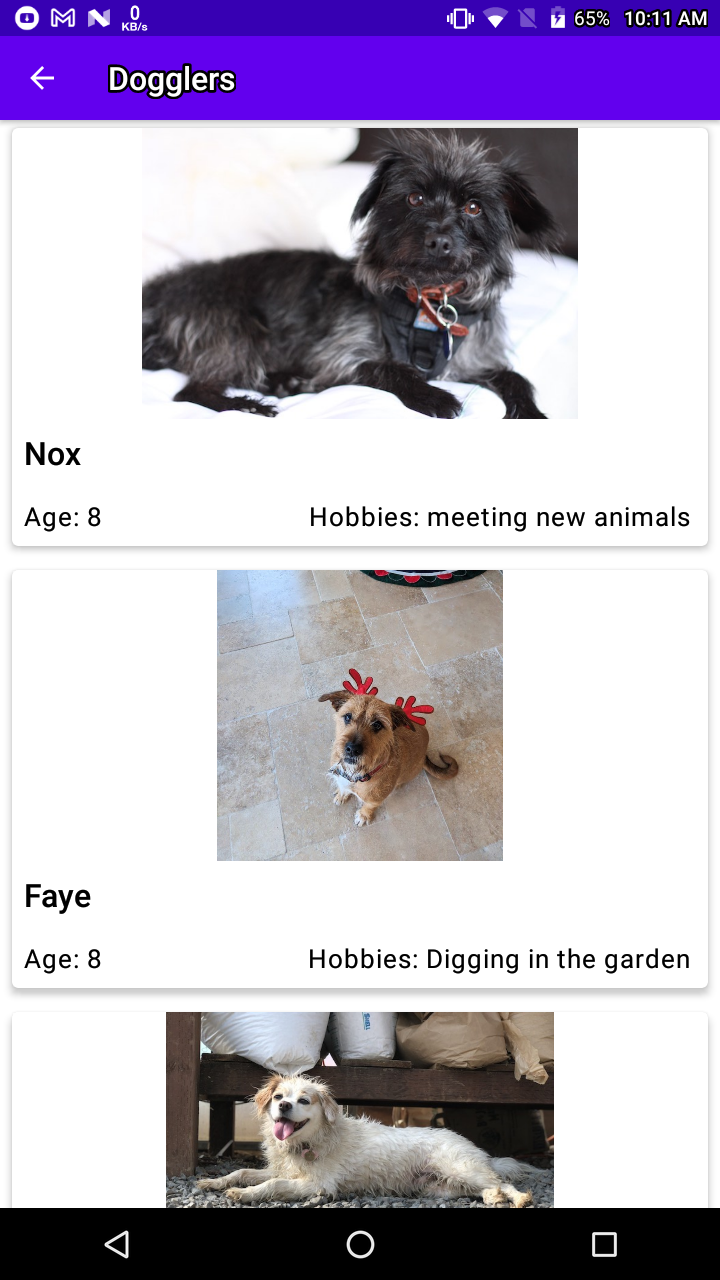 0
KB/s
65%
10:11 AM
Dogglers
Nox
Age: 8
Hobbies: meeting new animals
Faye
Age: 8
Hobbies: Digging in the garden